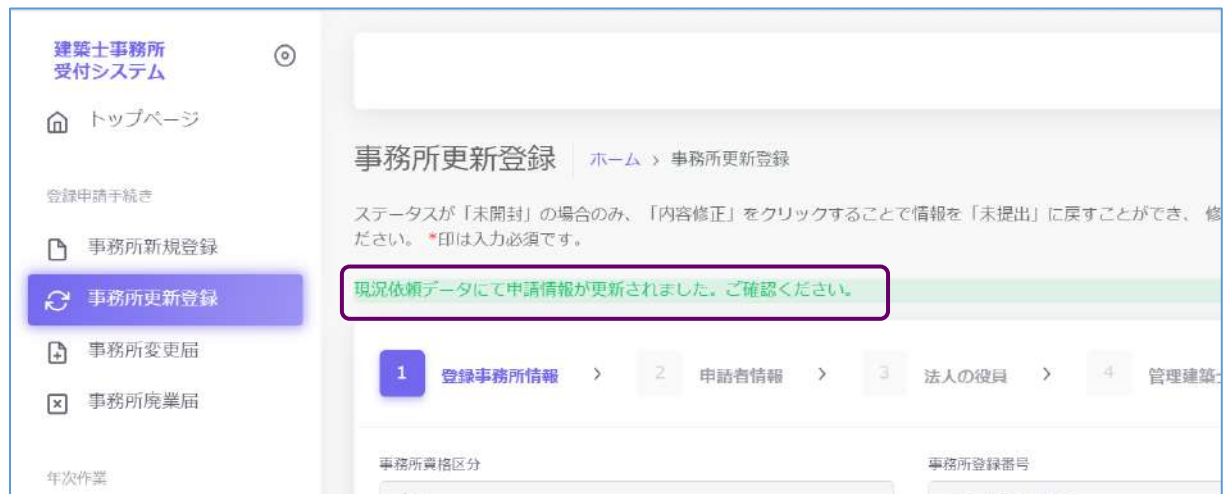 建築士事務所
受付システム
トップページ
登録申請手続き
事務所新規登録
事務所更新登録
事務所変更届
事務所廃業届
年次作業
事務所更新登録 ホーム > 事務所更新登録
ステータスが「未開封」の場合のみ、「内容修正」をクリックすることで情報を「未提出」に戻すことができ、修
ださい。 *印は入力必須です。
現況依頼データにて申請情報が更新されました。ご確認ください。
1 登録事務所情報 > 2 申請者情報 > 3 法人の役員 > 4 管理建築
事務所資格区分 事務所登録番号